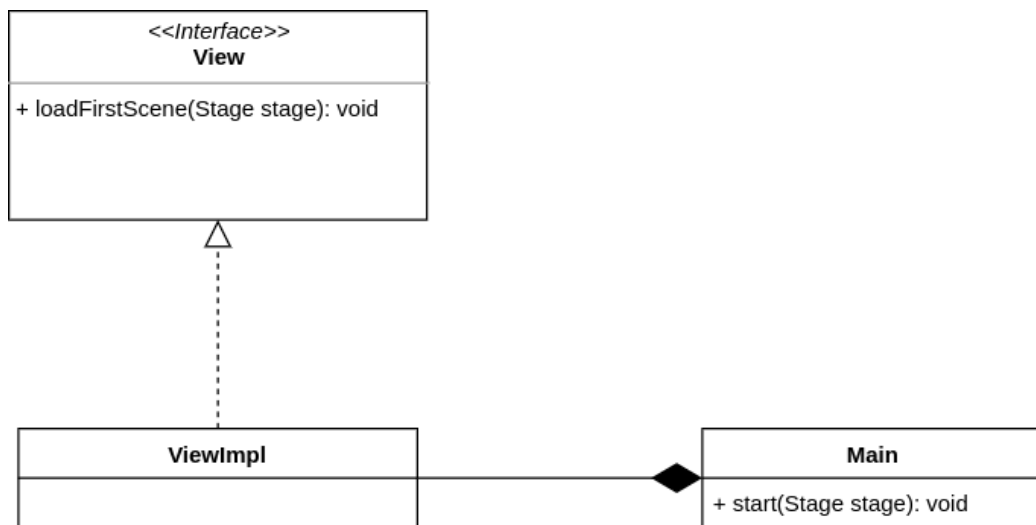 <<Interface>>
View
+ loadFirstScene(Stage stage): void
ViewImpl
Main
+ start(Stage stage): void